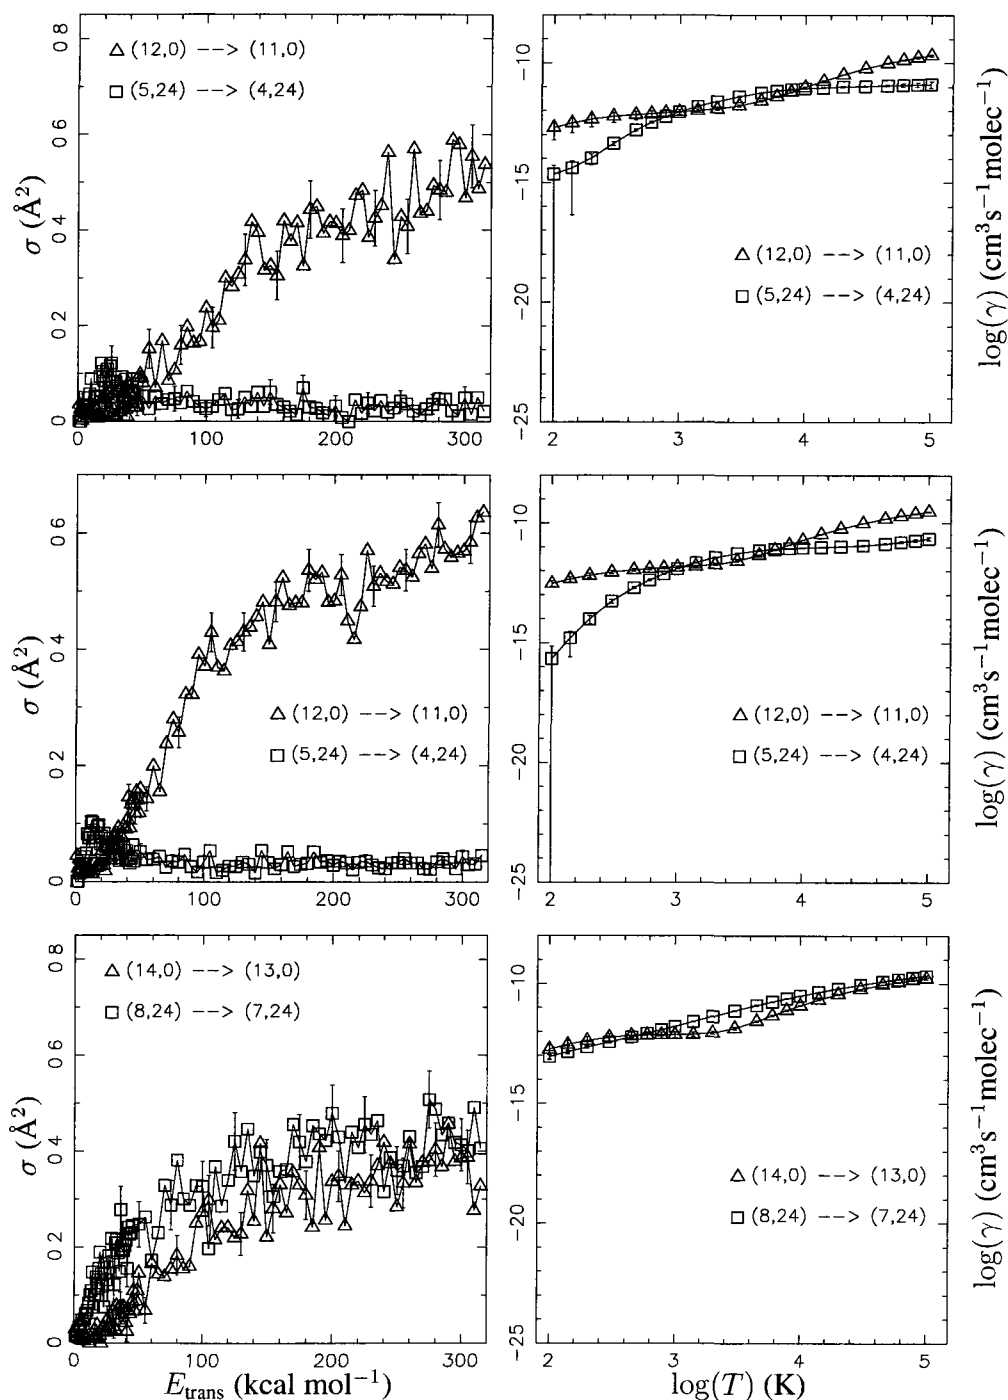 0 8
△ (12,0) --> (11,0)
□ (5,24) --> (4,24)
0 6
0 4
0 2
0
σ (Å²)
0 100 200 300
-10
-15
-20
-25
△ (12,0) --> (11,0)
□ (5,24) --> (4,24)
2 3 4 5
log(γ) (cm³s⁻¹molec⁻¹)
0 6
0 4
0 2
0
σ (Å²)
△ (12,0) --> (11,0)
□ (5,24) --> (4,24)
0 100 200 300
-10
-15
-20
-25
△ (12,0) --> (11,0)
□ (5,24) --> (4,24)
2 3 4 5
log(γ) (cm³s⁻¹molec⁻¹)
0 8
△ (14,0) --> (13,0)
□ (8,24) --> (7,24)
0 6
0 4
0 2
0
σ (Å²)
0 100 200 300
E_trans (kcal mol⁻¹)
-10
-15
-20
-25
△ (14,0) --> (13,0)
□ (8,24) --> (7,24)
2 3 4 5
log(T) (K)
log(γ) (cm³s⁻¹molec⁻¹)